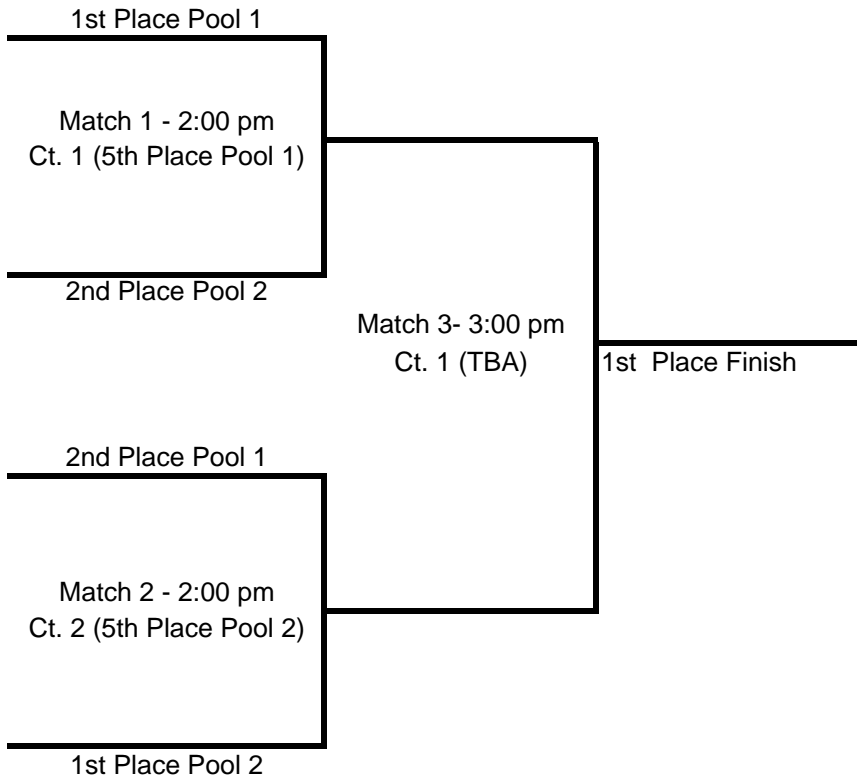 1st Place Pool 1
Match 1 - 2:00 pm
Ct. 1 (5th Place Pool 1)
2nd Place Pool 2
Match 3- 3:00 pm
Ct. 1 (TBA)
1st  Place Finish
2nd Place Pool 1
Match 2 - 2:00 pm
Ct. 2 (5th Place Pool 2)
1st Place Pool 2